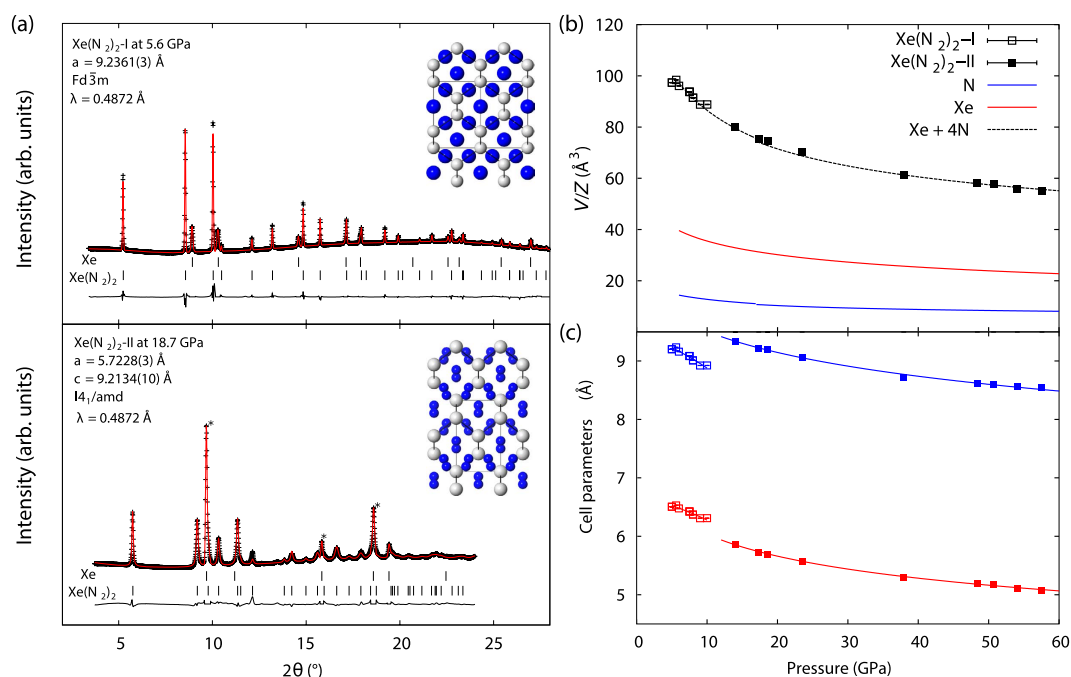 (a)
Intensity (arb. units)
Xe(N 2)2-I at 5.6 GPa
a = 9.2361(3) Å
Fd3̅m
λ = 0.4872 Å
Xe
Xe(N2)2
Intensity (arb. units)
Xe(N2)2-II at 18.7 GPa
a = 5.7228(3) Å
c = 9.2134(10) Å
I41/amd
λ = 0.4872 Å
*
*
*
Xe
Xe(N2)2
5 10 15 20 25
2θ (°)
(b)
Xe(N 2)2−I
Xe(N 2)2−II
N
Xe
Xe + 4N
120
100
80
60
40
20
V/Z (Å 3)
(c)
9
8
7
6
5
Cell parameters (Å)
0 10 20 30 40 50 60
Pressure (GPa)